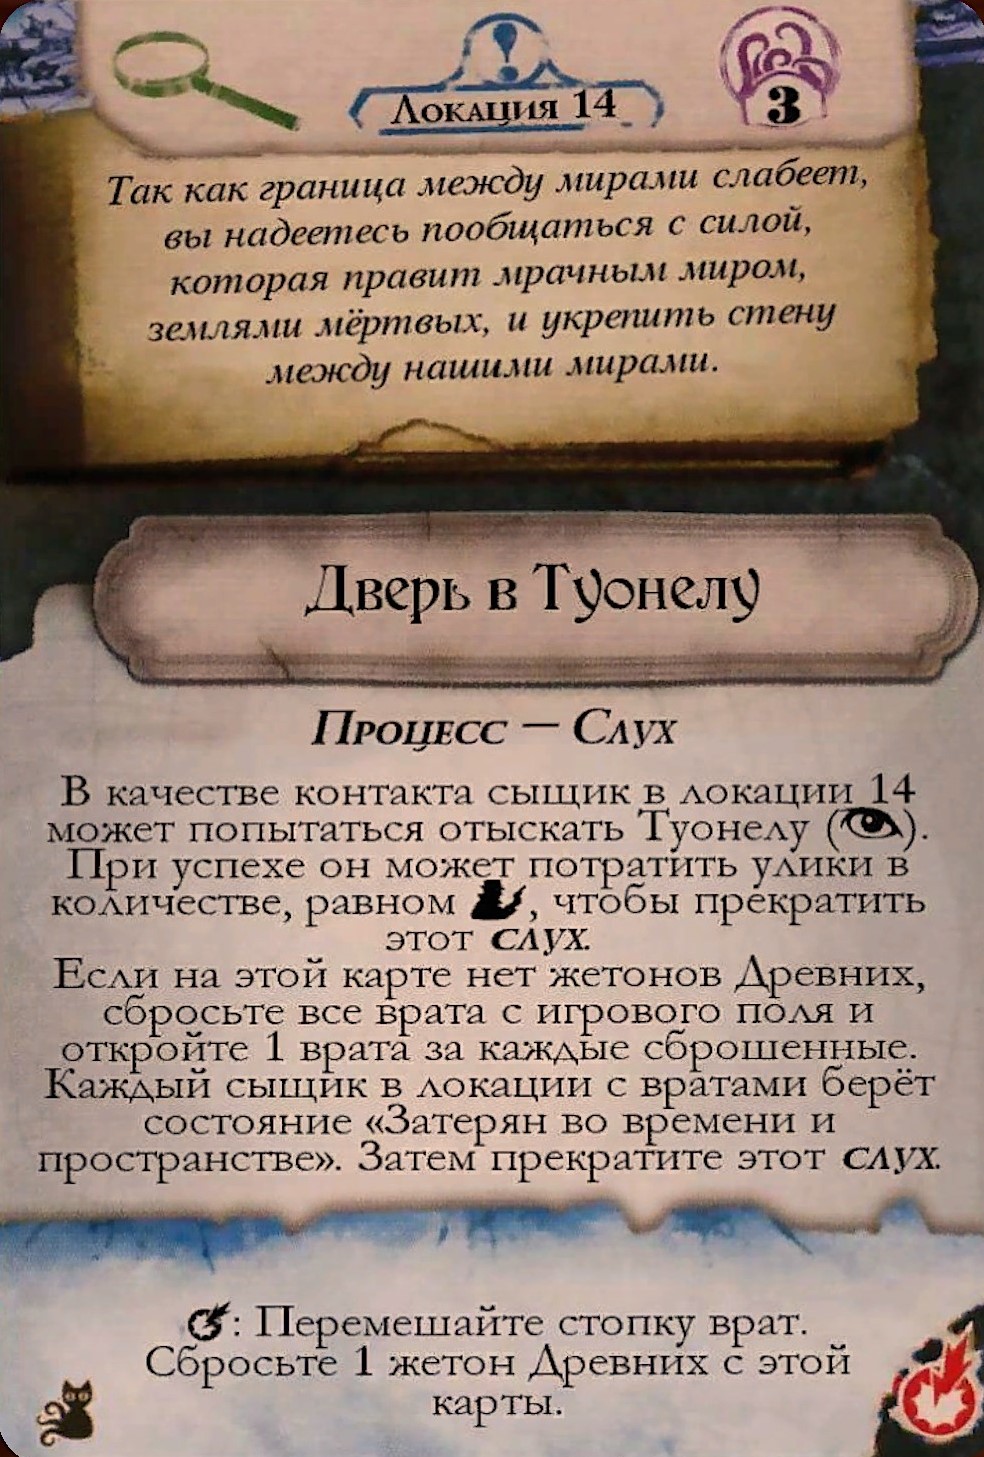 Локация 14
3
Так как граница между мирами слабеет,
вы надеетесь пообщаться с силой,
которая правит мрачным миром,
землями мёртвых, и укрепить стену
между нашими мирами.
Дверь в Туонелу
Процесс — Слух
В качестве контакта сыщик в локации 14
может попытаться отыскать Туонелу ( ).
При успехе он может потратить улики в
количестве, равном , чтобы прекратить
этот СЛУХ.
Если на этой карте нет жетонов Древних,
сбросьте все врата с игрового поля и
откройте 1 врата за каждые сброшенные.
Каждый сыщик в локации с вратами берёт
состояние «Затерян во времени и
пространстве». Затем прекратите этот СЛУХ.
: Перемешайте стопку врат.
Сбросьте 1 жетон Древних с этой
карты.